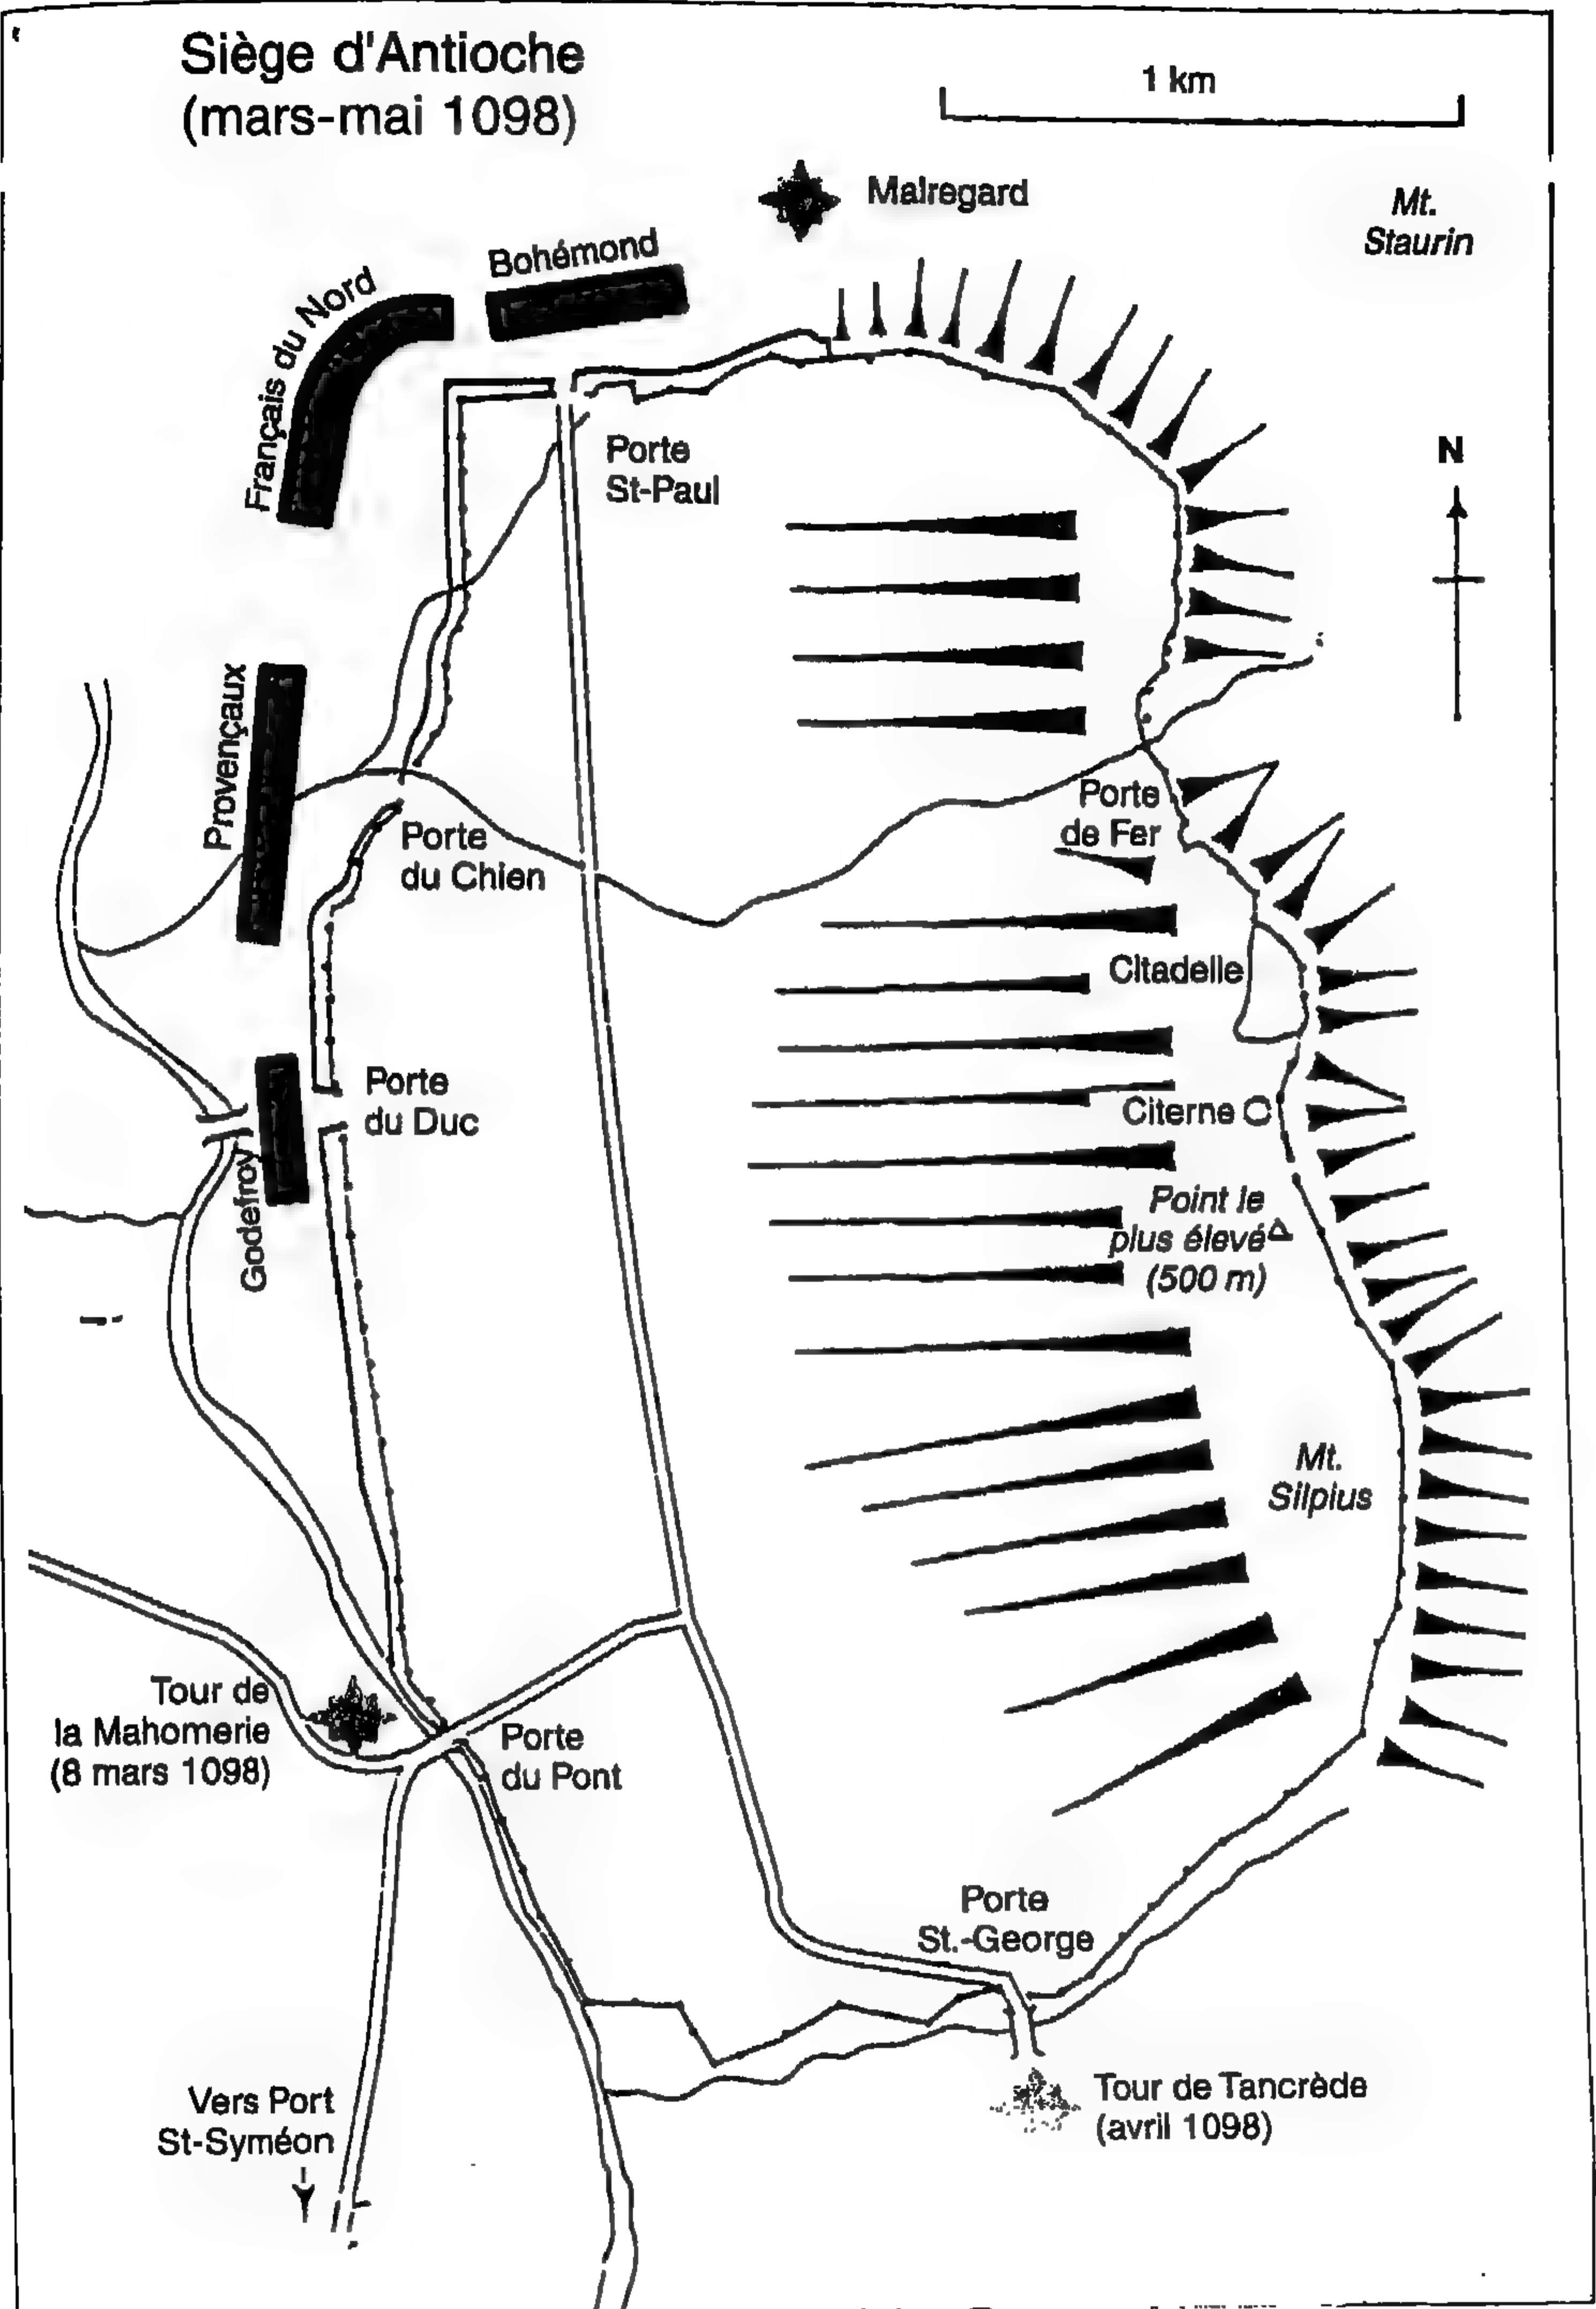 Siège d'Antioche
(mars-mai 1098)
1 km
Malregard
Mt.
Staurin
Bohémond
Français du Nord
N
Porte
St-Paul
Provençaux
Porte
de Fer
Porte
du Chien
Citadelle
Porte
du Duc
Citerne
Godefroy
Point le
plus élevé
(500 m)
Mt.
Silpius
Tour de
la Mahomerie
(8 mars 1098)
Porte
du Pont
Porte
St.-George
Vers Port
St-Syméon
Tour de Tancrède
(avril 1098)